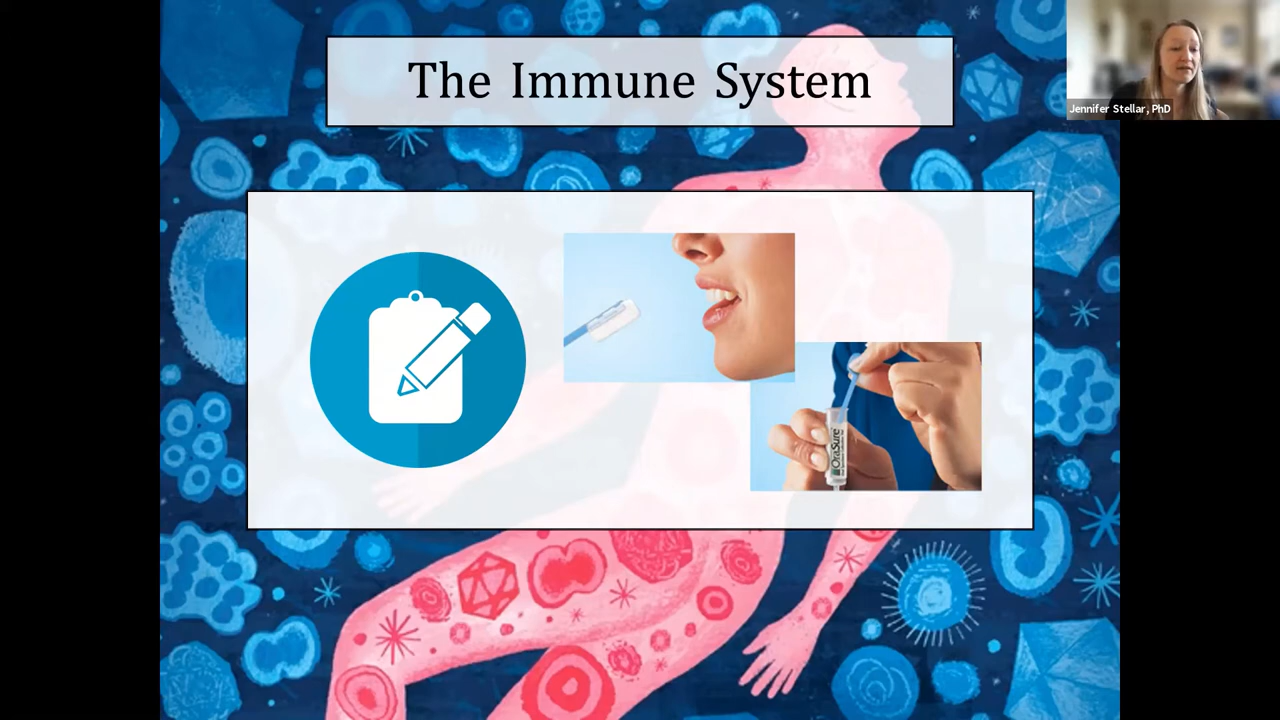 The Immune System
Jennifer Stellar, PhD
OraSure